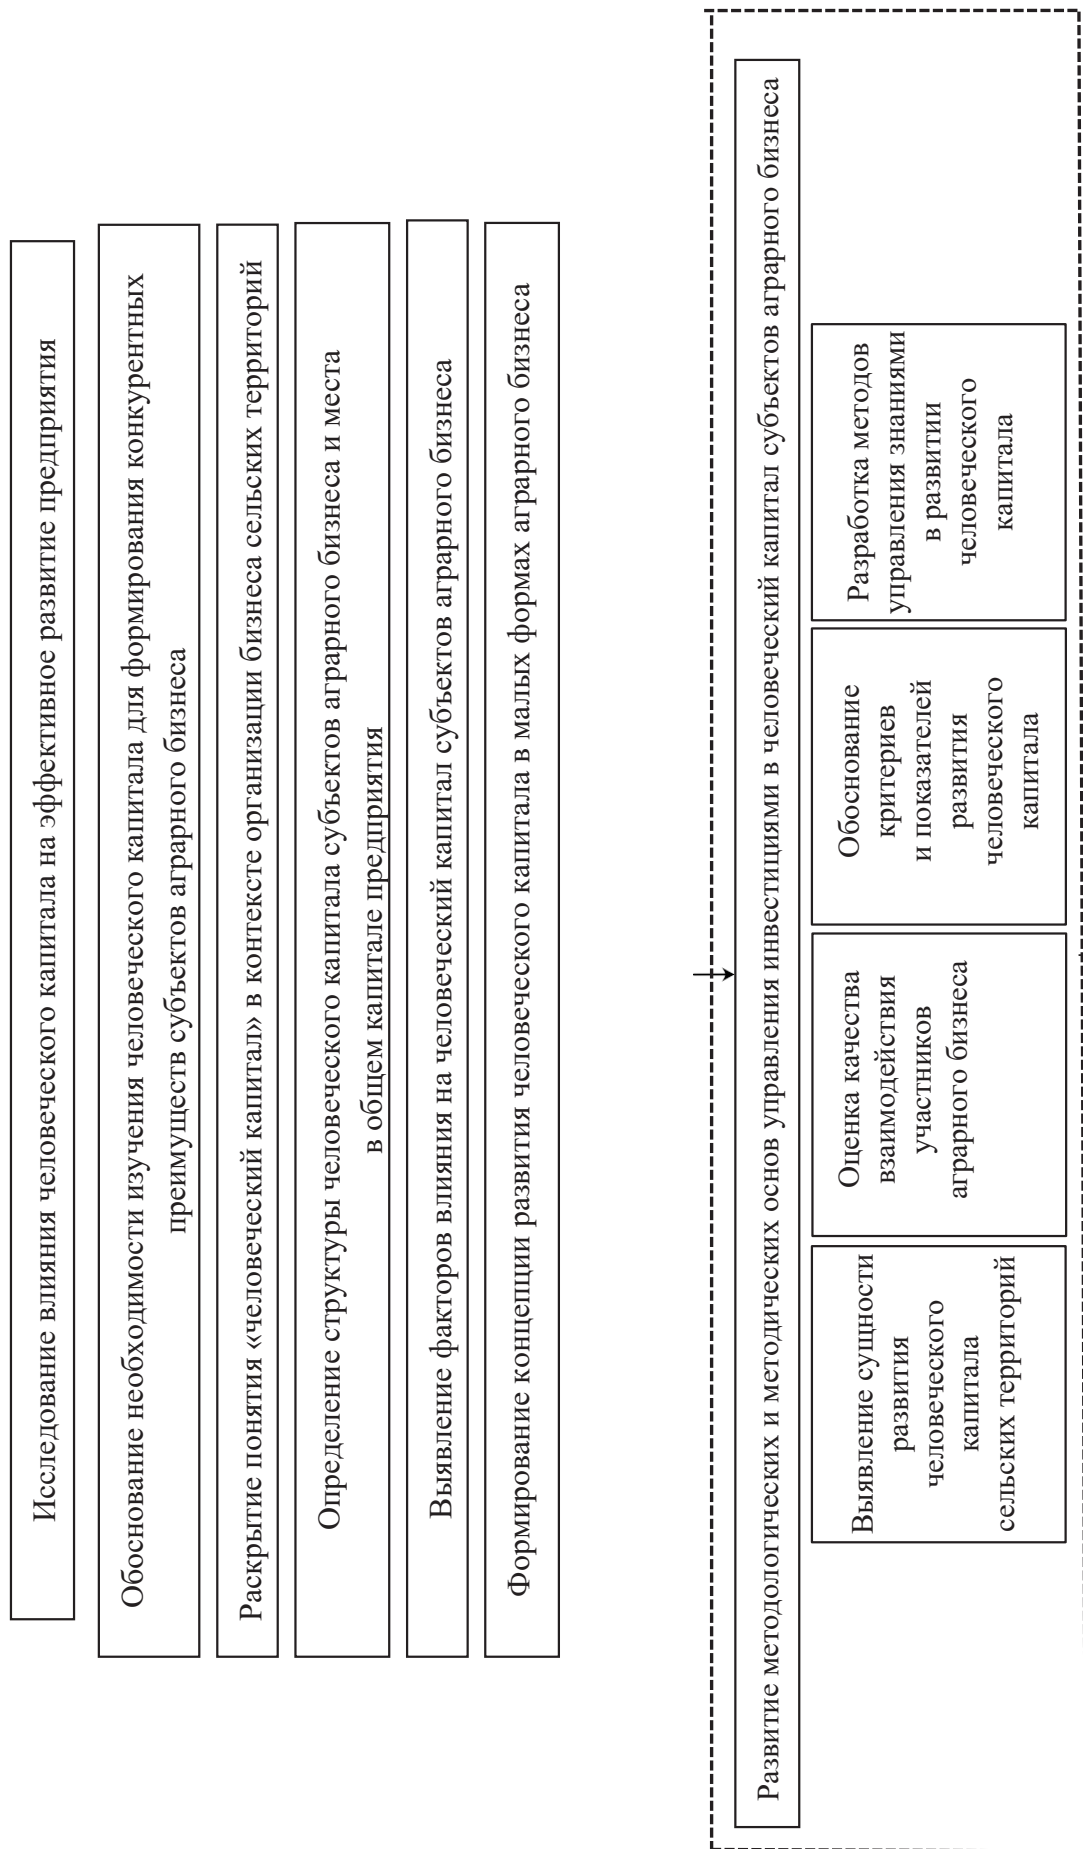 Исследование влияния человеческого капитала на эффективное развитие предприятия
Обоснование необходимости изучения человеческого капитала для формирования конкурентных
преимуществ субъектов аграрного бизнеса
Раскрытие понятия «человеческий капитал» в контексте организации бизнеса сельских территорий
Определение структуры человеческого капитала субъектов аграрного бизнеса и места
в общем капитале предприятия
Выявление факторов влияния на человеческий капитал субъектов аграрного бизнеса
Формирование концепции развития человеческого капитала в малых формах аграрного бизнеса
Развитие методологических и методических основ управления инвестициями в человеческий капитал субъектов аграрного бизнеса
Выявление сущности
развития
человеческого
капитала
сельских территорий
Оценка качества
взаимодействия
участников
аграрного бизнеса
Обоснование
критериев
и показателей
развития
человеческого
капитала
Разработка методов
управления знаниями
в развитии
человеческого
капитала